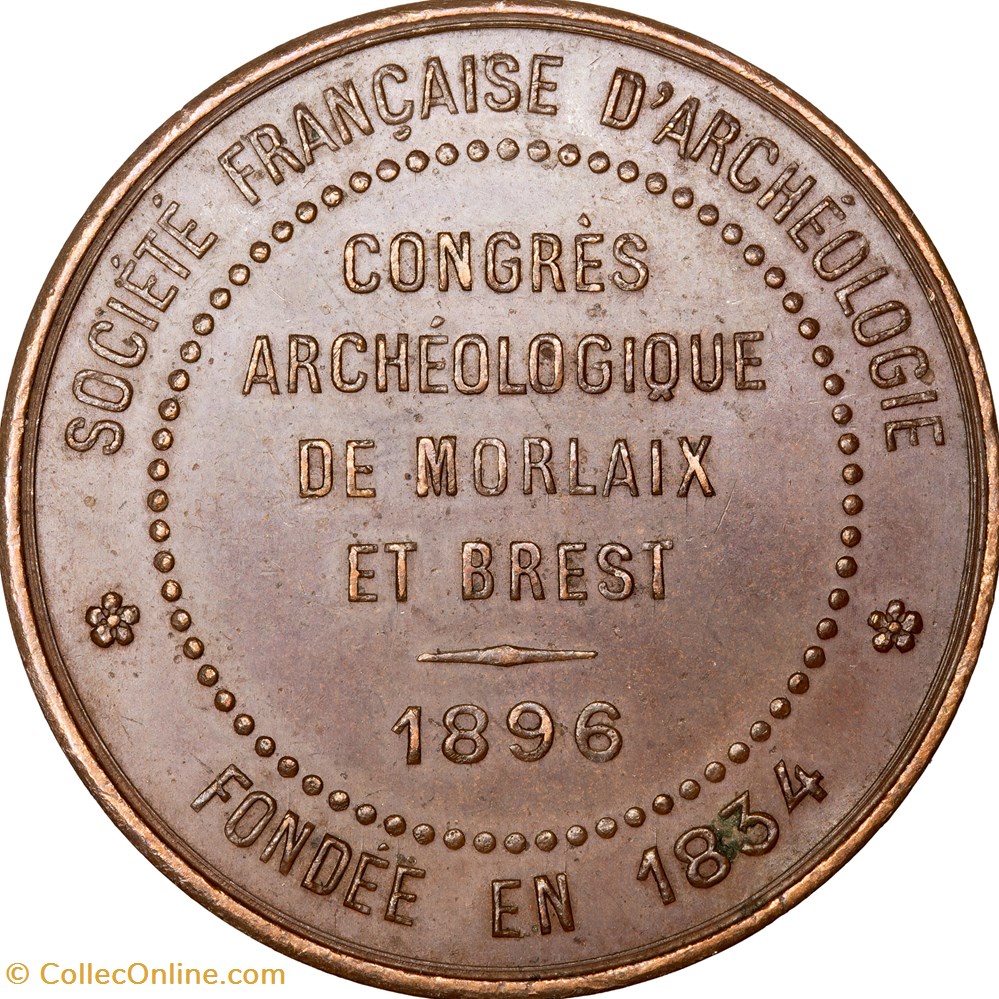 SOCIÉTÉ FRANÇAISE D'ARCHÉOLOGIE
CONGRÈS
ARCHÉOLOGIQUE
DE MORLAIX
ET BREST
1896
FONDÉE EN 1834
© CollecOnline.com